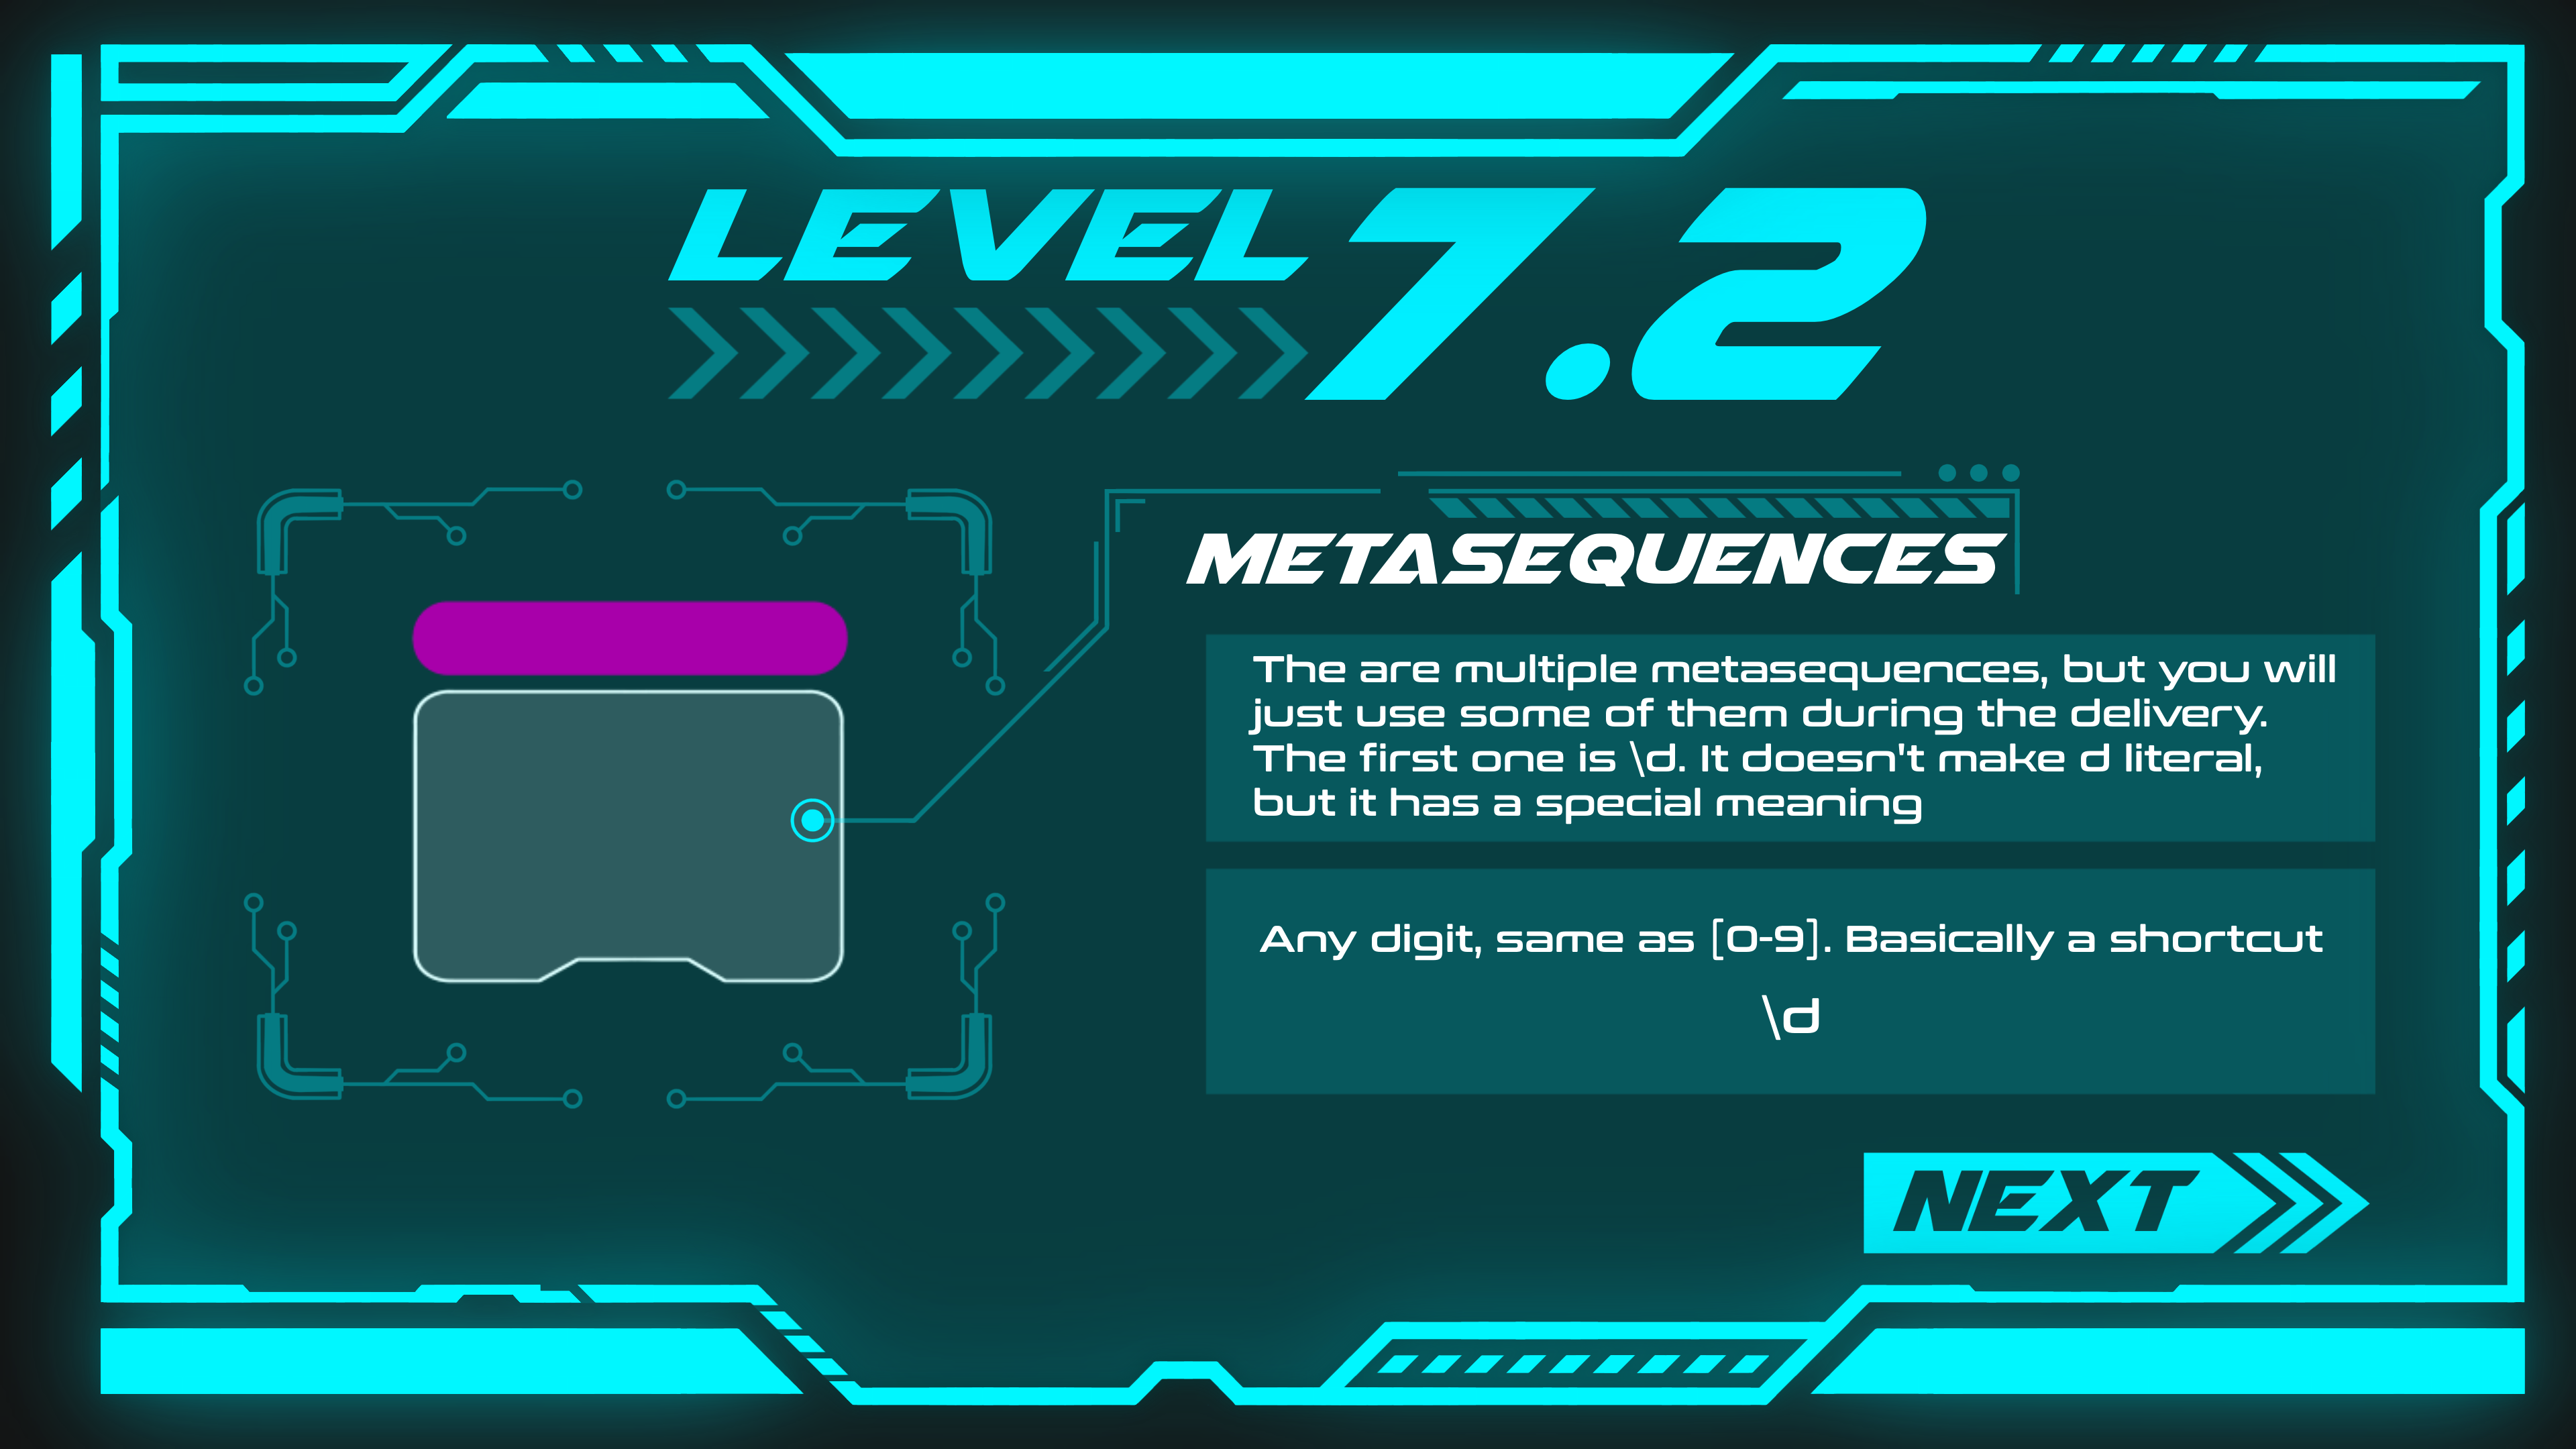 LEVEL 7.2
METASEQUENCES
The are multiple metasequences, but you will
just use some of them during the delivery.
The first one is \d. It doesn't make d literal,
but it has a special meaning
Any digit, same as [0-9]. Basically a shortcut
\d
NEXT